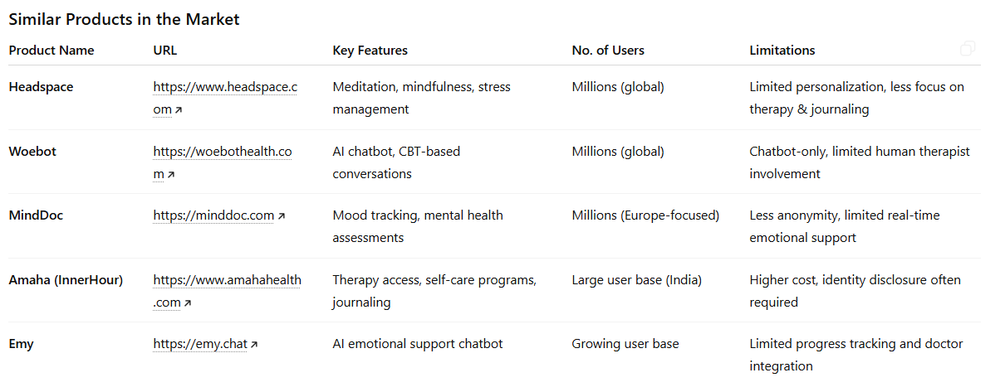 Similar Products in the Market
Product Name URL Key Features No. of Users Limitations
Headspace https://www.headspace.c Meditation, mindfulness, stress Millions (global) Limited personalization, less focus on
om ↗ management therapy & journaling
Woebot https://woebothealth.co AI chatbot, CBT-based Millions (global) Chatbot-only, limited human therapist
m ↗ conversations involvement
MindDoc https://minddoc.com ↗ Mood tracking, mental health Millions (Europe-focused) Less anonymity, limited real-time
assessments emotional support
Amaha (InnerHour) https://www.amahahealth Therapy access, self-care programs, Large user base (India) Higher cost, identity disclosure often
.com ↗ journaling required
Emy https://emy.chat ↗ AI emotional support chatbot Growing user base Limited progress tracking and doctor
integration